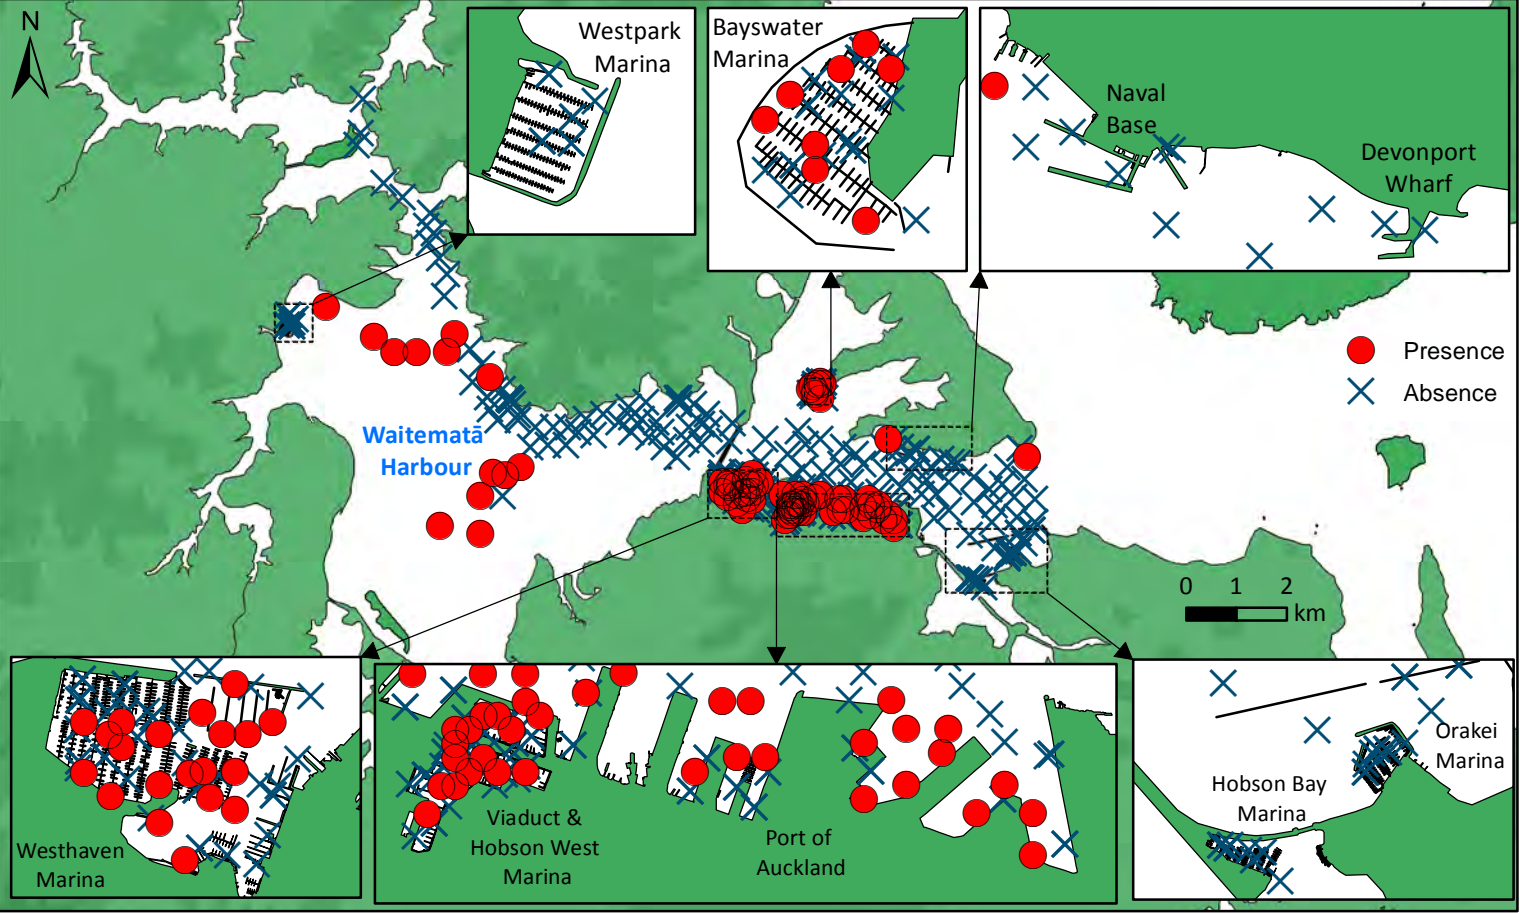 N
Westpark
Marina
Bayswater
Marina
Naval
Base
Devonport
Wharf
Presence
Absence
Waitematā
Harbour
0 1 2
km
Westhaven
Marina
Viaduct &
Hobson West
Marina
Port of
Auckland
Hobson Bay
Marina
Orakei
Marina